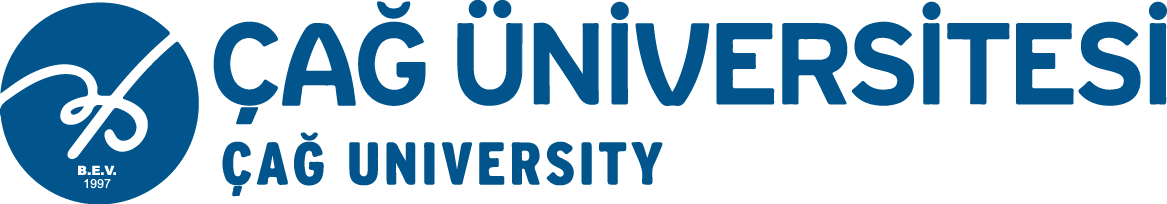 ÇAĞ ÜNİVERSİTESİ
ÇAĞ UNIVERSITY
B.E.V.
1997